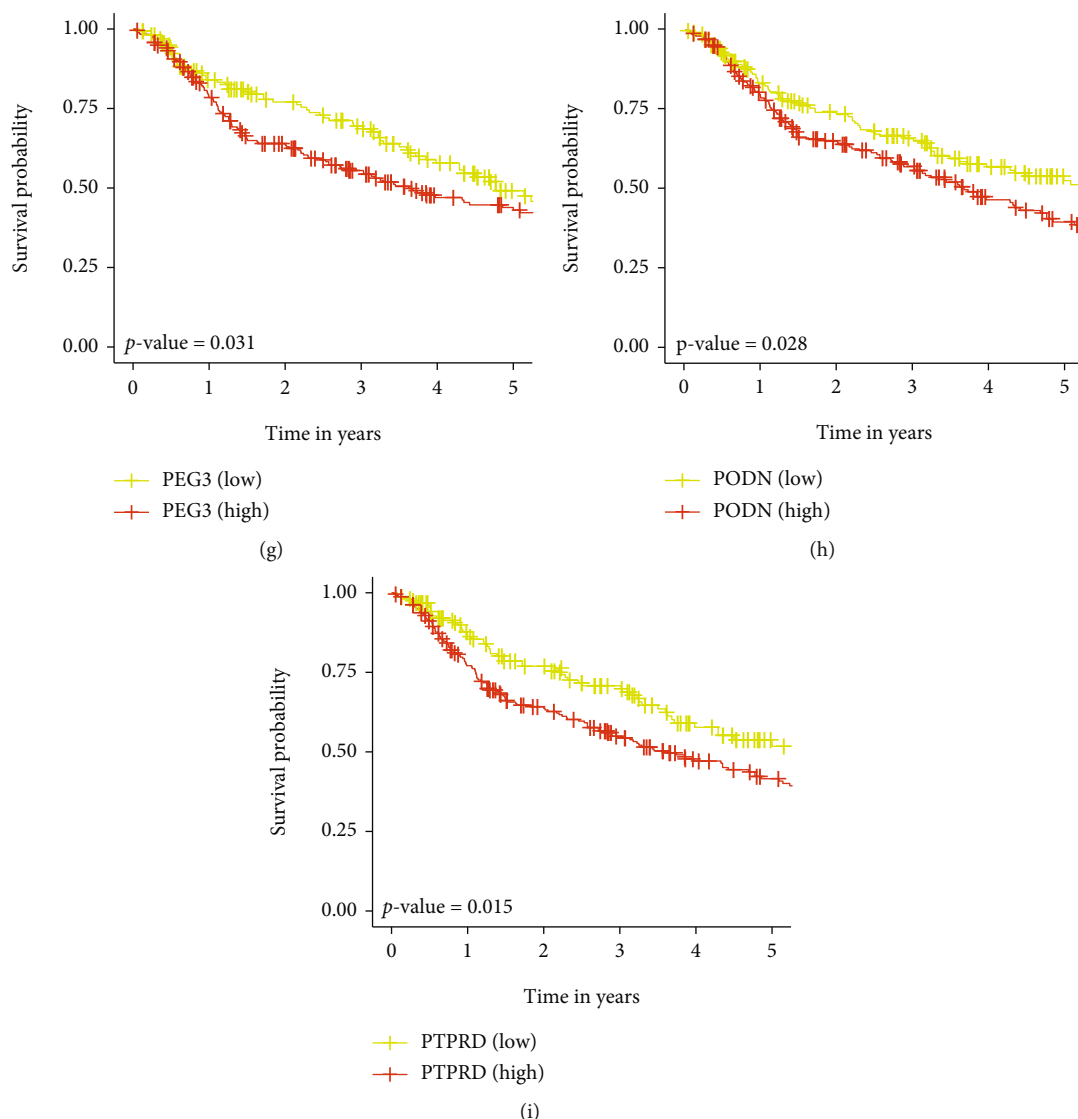 1.00
0.75
0.50
0.25
0.00
Survival probability
p-value = 0.031
0 1 2 3 4 5
Time in years
PEG3 (low)
PEG3 (high)
(g)
1.00
0.75
0.50
0.25
0.00
Survival probability
p-value = 0.028
0 1 2 3 4 5
Time in years
PODN (low)
PODN (high)
(h)
1.00
0.75
0.50
0.25
0.00
Survival probability
p-value = 0.015
0 1 2 3 4 5
Time in years
PTPRD (low)
PTPRD (high)
(i)